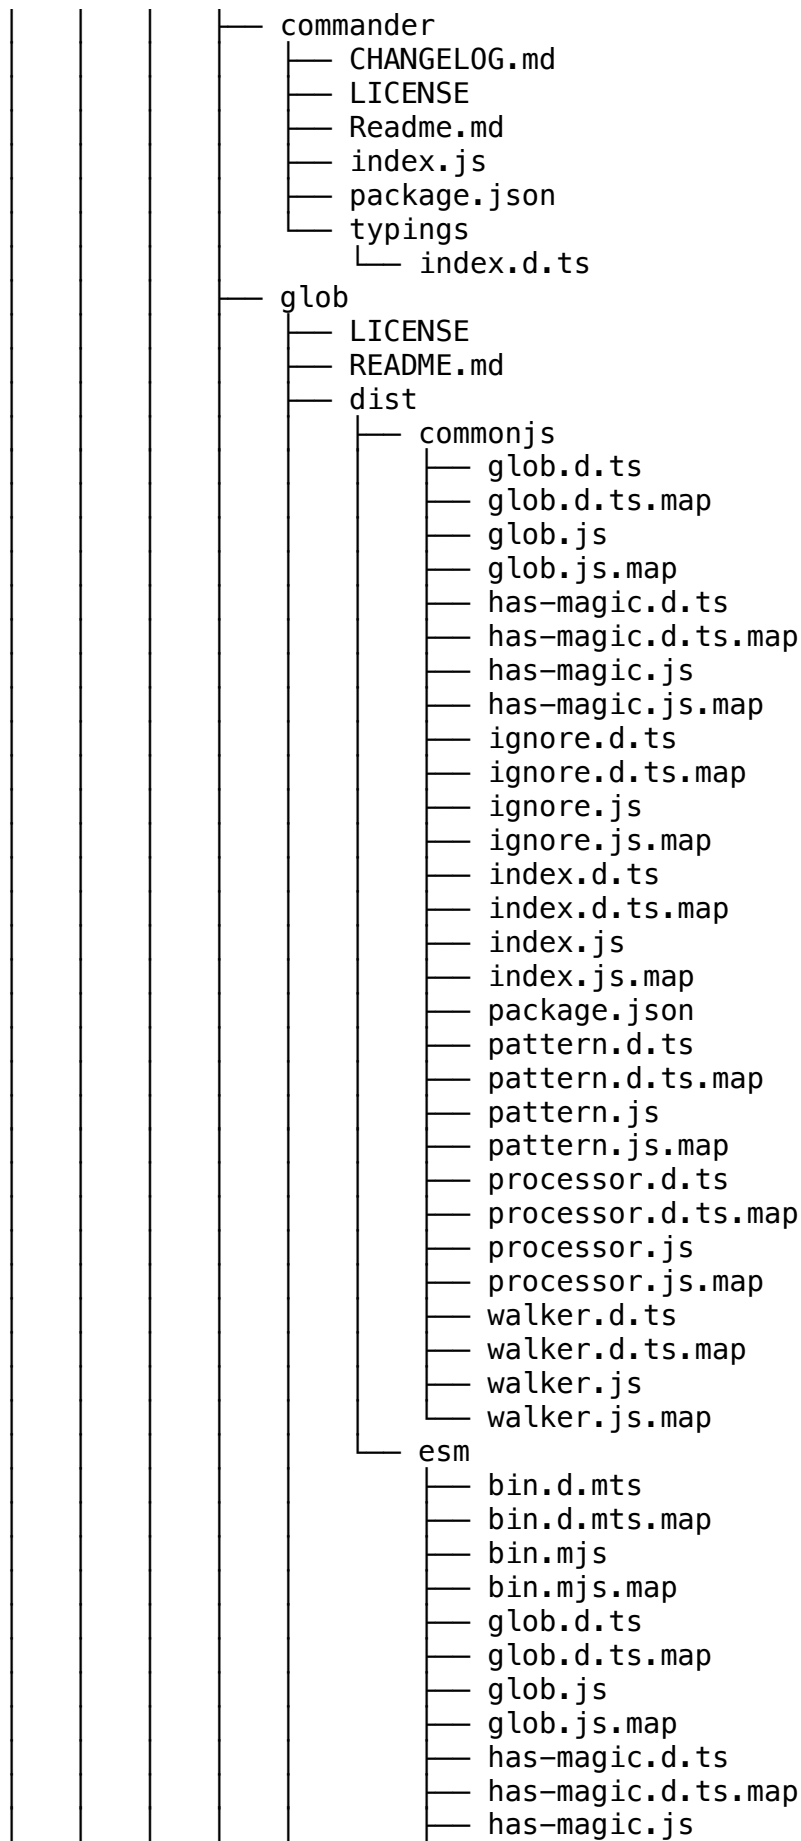 │   │   │   ├── commander
│   │   │   │   ├── CHANGELOG.md
│   │   │   │   ├── LICENSE
│   │   │   │   ├── Readme.md
│   │   │   │   ├── index.js
│   │   │   │   ├── package.json
│   │   │   │   └── typings
│   │   │   │       └── index.d.ts
│   │   │   ├── glob
│   │   │   │   ├── LICENSE
│   │   │   │   ├── README.md
│   │   │   │   ├── dist
│   │   │   │   │   ├── commonjs
│   │   │   │   │   │   ├── glob.d.ts
│   │   │   │   │   │   ├── glob.d.ts.map
│   │   │   │   │   │   ├── glob.js
│   │   │   │   │   │   ├── glob.js.map
│   │   │   │   │   │   ├── has-magic.d.ts
│   │   │   │   │   │   ├── has-magic.d.ts.map
│   │   │   │   │   │   ├── has-magic.js
│   │   │   │   │   │   ├── has-magic.js.map
│   │   │   │   │   │   ├── ignore.d.ts
│   │   │   │   │   │   ├── ignore.d.ts.map
│   │   │   │   │   │   ├── ignore.js
│   │   │   │   │   │   ├── ignore.js.map
│   │   │   │   │   │   ├── index.d.ts
│   │   │   │   │   │   ├── index.d.ts.map
│   │   │   │   │   │   ├── index.js
│   │   │   │   │   │   ├── index.js.map
│   │   │   │   │   │   ├── package.json
│   │   │   │   │   │   ├── pattern.d.ts
│   │   │   │   │   │   ├── pattern.d.ts.map
│   │   │   │   │   │   ├── pattern.js
│   │   │   │   │   │   ├── pattern.js.map
│   │   │   │   │   │   ├── processor.d.ts
│   │   │   │   │   │   ├── processor.d.ts.map
│   │   │   │   │   │   ├── processor.js
│   │   │   │   │   │   ├── processor.js.map
│   │   │   │   │   │   ├── walker.d.ts
│   │   │   │   │   │   ├── walker.d.ts.map
│   │   │   │   │   │   ├── walker.js
│   │   │   │   │   │   └── walker.js.map
│   │   │   │   │   └── esm
│   │   │   │   │       ├── bin.d.mts
│   │   │   │   │       ├── bin.d.mts.map
│   │   │   │   │       ├── bin.mjs
│   │   │   │   │       ├── bin.mjs.map
│   │   │   │   │       ├── glob.d.ts
│   │   │   │   │       ├── glob.d.ts.map
│   │   │   │   │       ├── glob.js
│   │   │   │   │       ├── glob.js.map
│   │   │   │   │       ├── has-magic.d.ts
│   │   │   │   │       ├── has-magic.d.ts.map
│   │   │   │   │       ├── has-magic.js